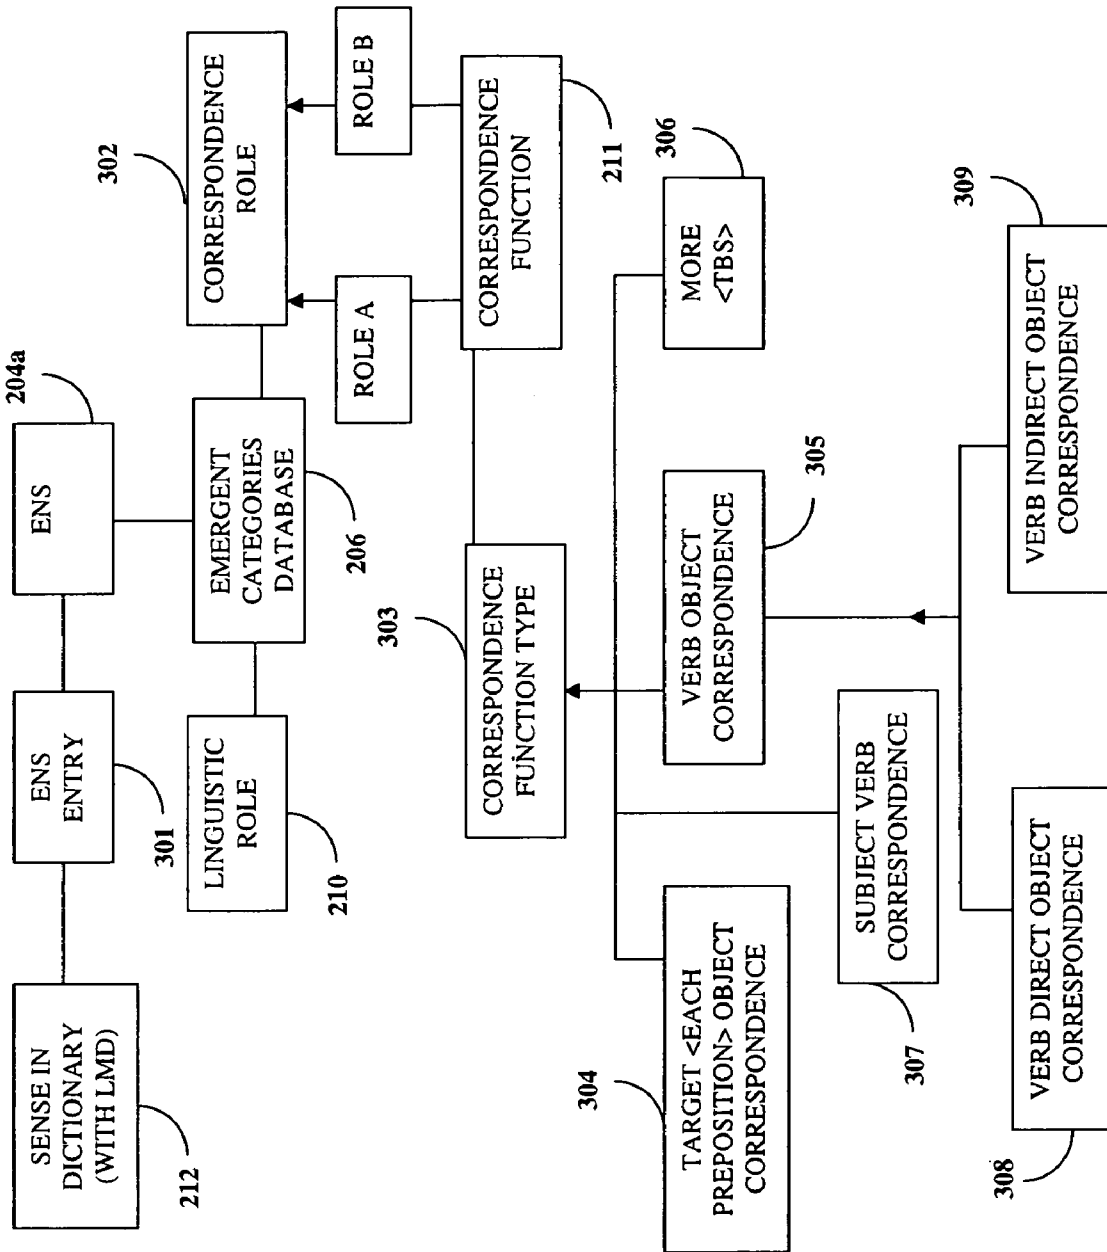 SENSE IN
DICTIONARY
(WITH LMD)
212
ENS
ENTRY
301
ENS
204a
LINGUISTIC
ROLE
210
EMERGENT
CATEGORIES
DATABASE
206
302
CORRESPONDENCE
ROLE
ROLE A
ROLE B
303
CORRESPONDENCE
FUNCTION TYPE
CORRESPONDENCE
FUNCTION
211
304
TARGET <EACH
PREPOSITION> OBJECT
CORRESPONDENCE
VERB OBJECT
CORRESPONDENCE
305
MORE
<TBS>
306
SUBJECT VERB
CORRESPONDENCE
307
VERB DIRECT OBJECT
CORRESPONDENCE
308
VERB INDIRECT OBJECT
CORRESPONDENCE
309